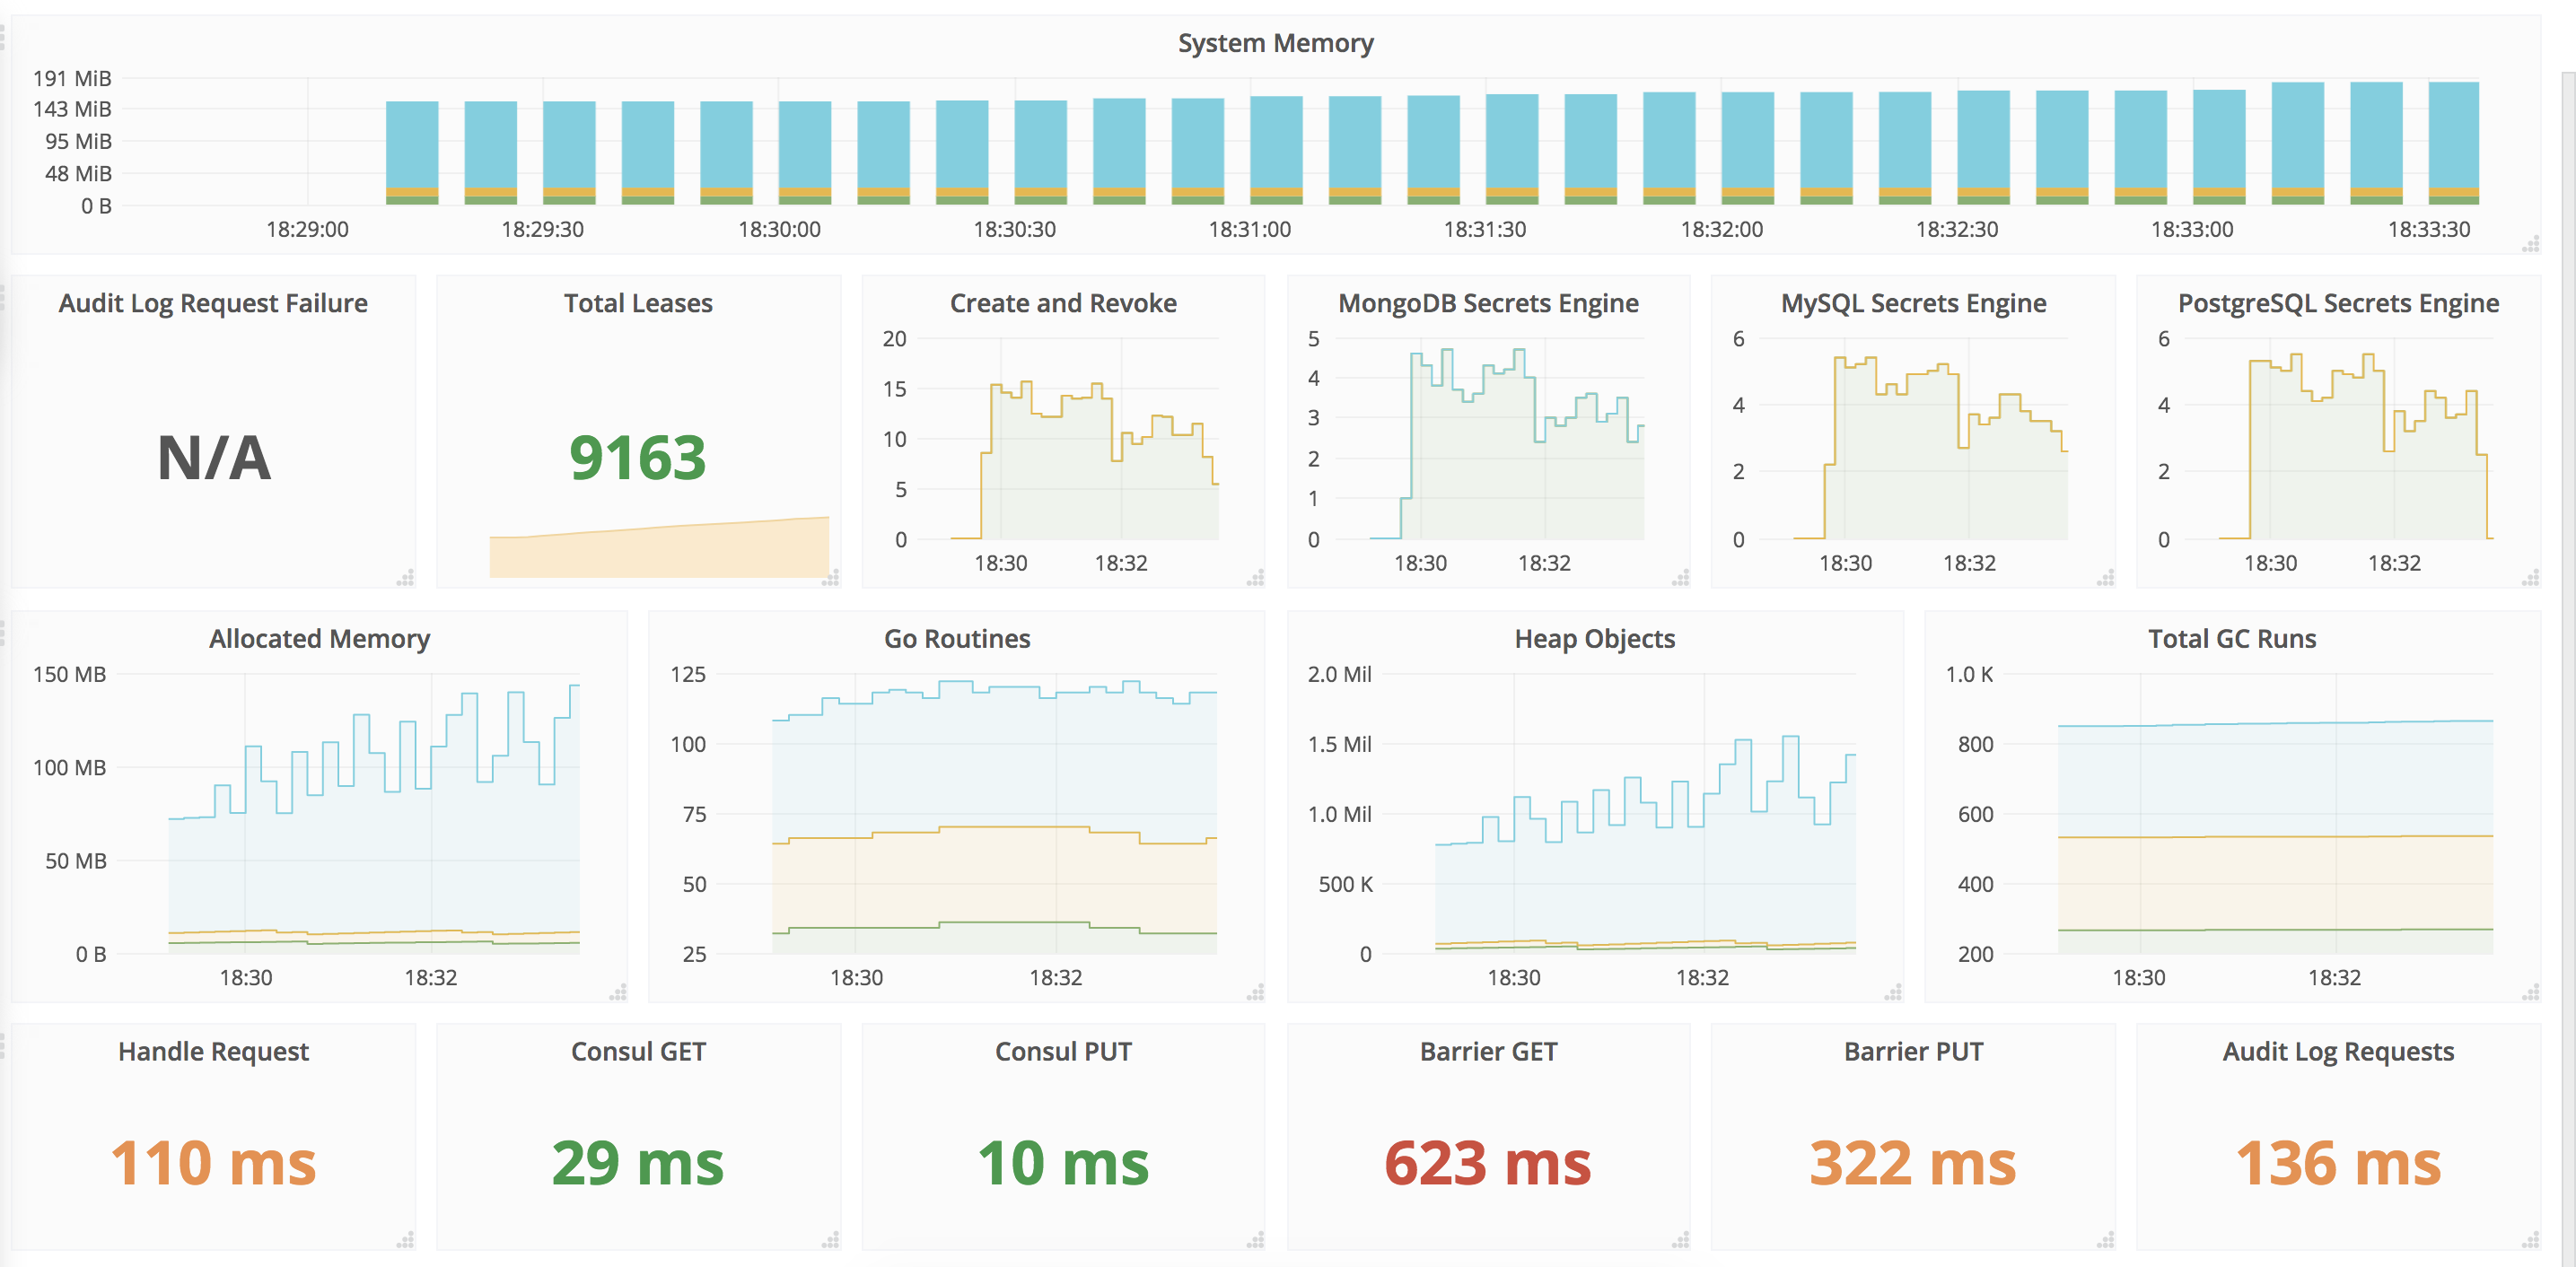 System Memory
191 MiB
143 MiB
95 MiB
48 MiB
0 B
18:29:00 18:29:30 18:30:00 18:30:30 18:31:00 18:31:30 18:32:00 18:32:30 18:33:00 18:33:30
Audit Log Request Failure
N/A
Total Leases
9163
Create and Revoke
20
15
10
5
0
18:30 18:32
MongoDB Secrets Engine
5
4
3
2
1
0
18:30 18:32
MySQL Secrets Engine
6
4
2
0
18:30 18:32
PostgreSQL Secrets Engine
6
4
2
0
18:30 18:32
Allocated Memory
150 MB
100 MB
50 MB
0 B
18:30 18:32
Go Routines
125
100
75
50
25
18:30 18:32
Heap Objects
2.0 Mil
1.5 Mil
1.0 Mil
500 K
0
18:30 18:32
Total GC Runs
1.0 K
800
600
400
200
18:30 18:32
Handle Request
110 ms
Consul GET
29 ms
Consul PUT
10 ms
Barrier GET
623 ms
Barrier PUT
322 ms
Audit Log Requests
136 ms